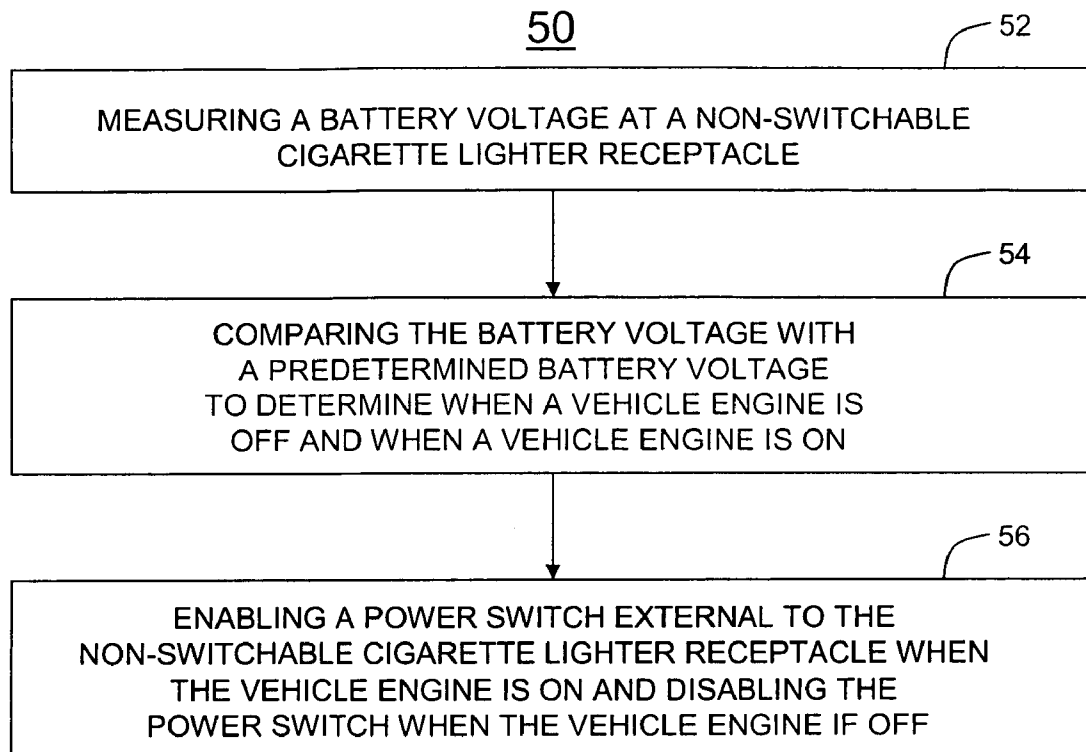 50
52
MEASURING A BATTERY VOLTAGE AT A NON-SWITCHABLE
CIGARETTE LIGHTER RECEPTACLE
54
COMPARING THE BATTERY VOLTAGE WITH
A PREDETERMINED BATTERY VOLTAGE
TO DETERMINE WHEN A VEHICLE ENGINE IS
OFF AND WHEN A VEHICLE ENGINE IS ON
56
ENABLING A POWER SWITCH EXTERNAL TO THE
NON-SWITCHABLE CIGARETTE LIGHTER RECEPTACLE WHEN
THE VEHICLE ENGINE IS ON AND DISABLING THE
POWER SWITCH WHEN THE VEHICLE ENGINE IF OFF